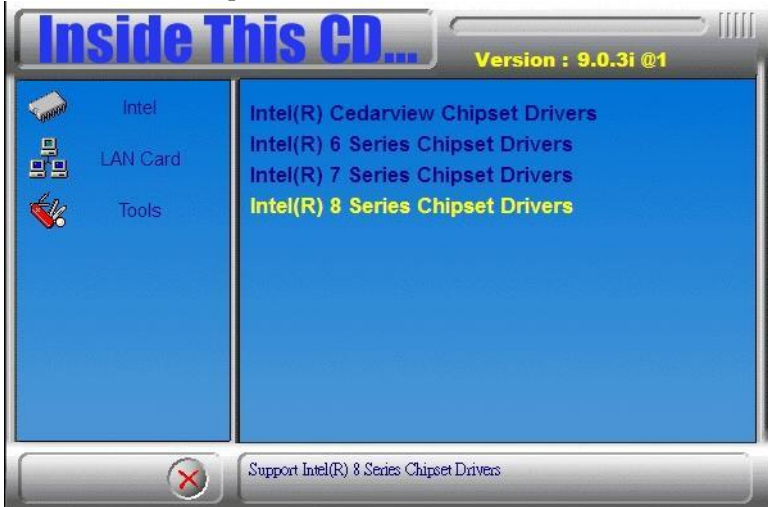 Inside This CD...
Version : 9.0.3i @1
Intel
LAN Card
Tools
Intel(R) Cedarview Chipset Drivers
Intel(R) 6 Series Chipset Drivers
Intel(R) 7 Series Chipset Drivers
Intel(R) 8 Series Chipset Drivers
Support Intel(R) 8 Series Chipset Drivers